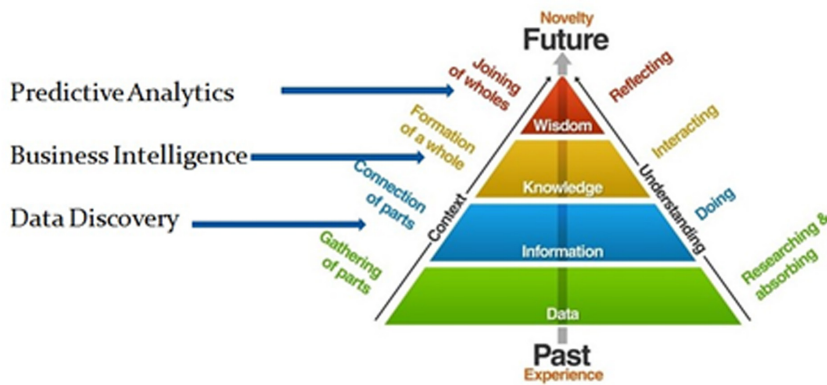 Novelty
Future
Joining
of wholes
Reflecting
Predictive Analytics
Formation
of a whole
Wisdom
Interacting
Business Intelligence
Connection
of parts
Knowledge
Understanding
Context
Doing
Data Discovery
Gathering
of parts
Information
Researching &
absorbing
Data
Past
Experience